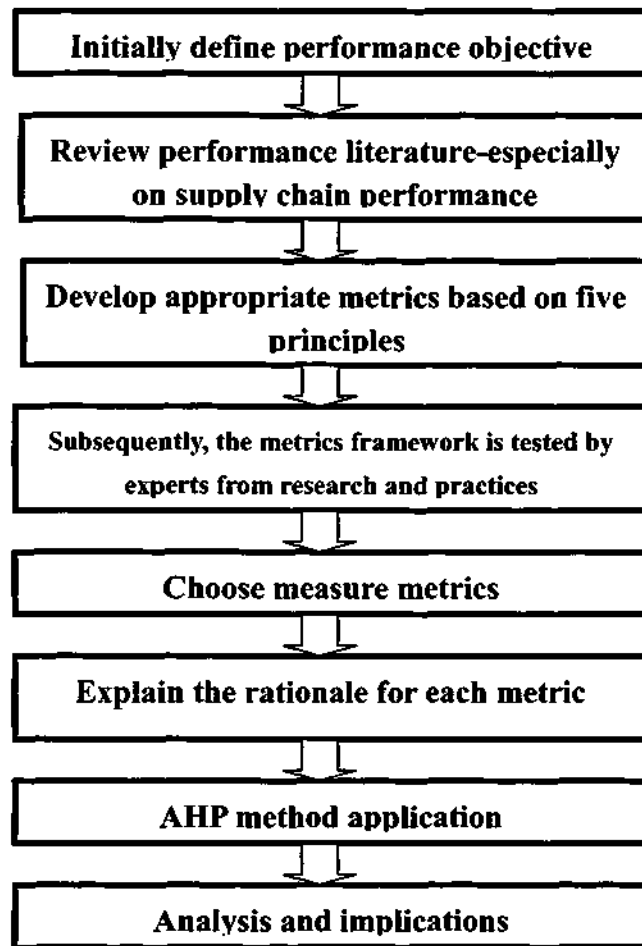 Initially define performance objective
Review performance literature-especially
on supply chain performance
Develop appropriate metrics based on five
principles
Subsequently, the metrics framework is tested by
experts from research and practices
Choose measure metrics
Explain the rationale for each metric
AHP method application
Analysis and implications